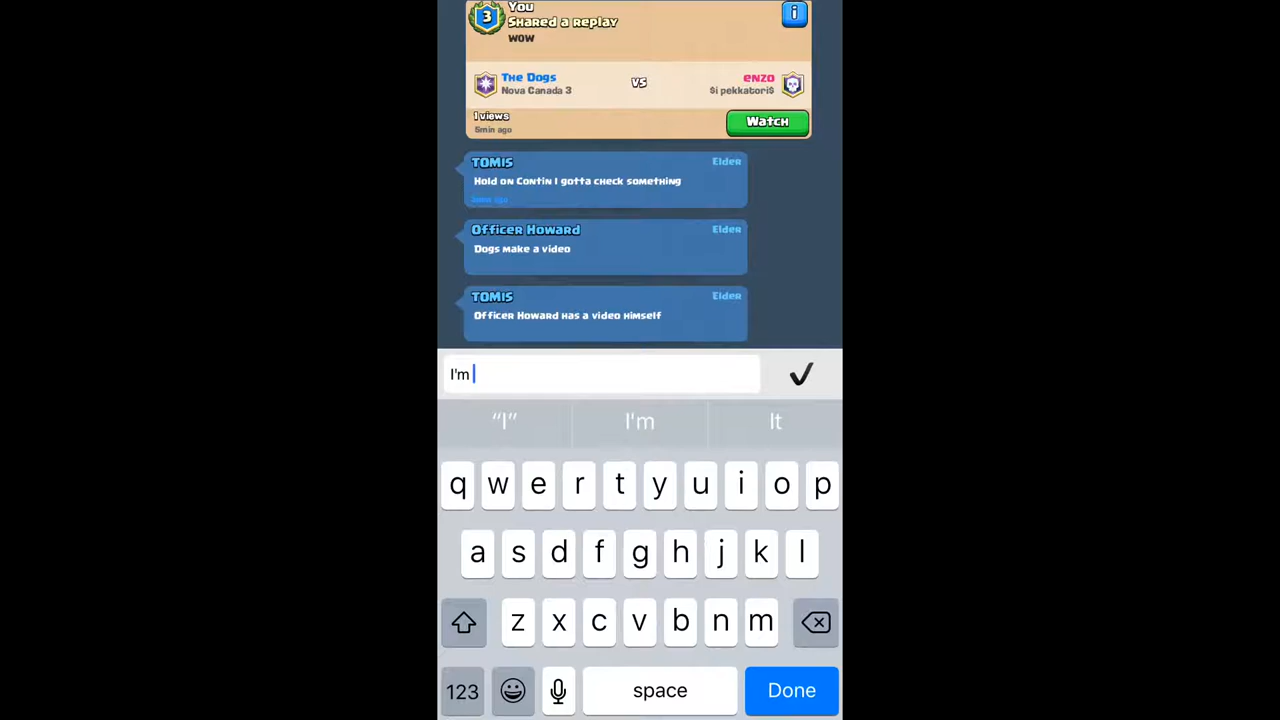 3
You
Shared a replay
wow
i
The Dogs
Nova Canada 3
VS
enzo
$i pekkatori$
1 views
5min ago
Watch
TOMIS
Elder
Hold on Contin I gotta check something
Officer Howard
Elder
Dogs make a video
TOMIS
Elder
Officer Howard has a video himself
I'm
"I"
I'm
It
q w e r t y u i o p
a s d f g h j k l
z x c v b n m
123
space
Done